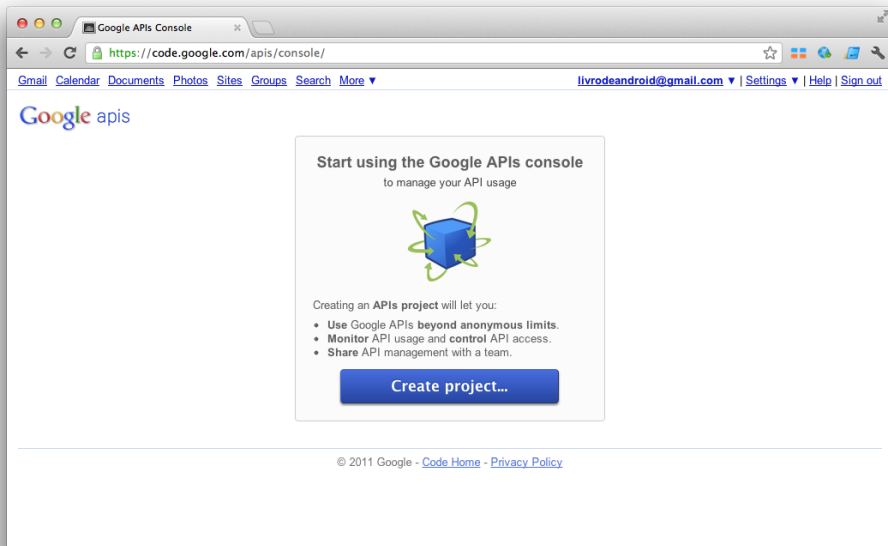 Google APIs Console
https://code.google.com/apis/console/
Gmail Calendar Documents Photos Sites Groups Search More ▼
livrodeandroid@gmail.com ▼ | Settings ▼ | Help | Sign out
Google apis
Start using the Google APIs console
to manage your API usage
Creating an APIs project will let you:
• Use Google APIs beyond anonymous limits.
• Monitor API usage and control API access.
• Share API management with a team.
Create project...
© 2011 Google - Code Home - Privacy Policy